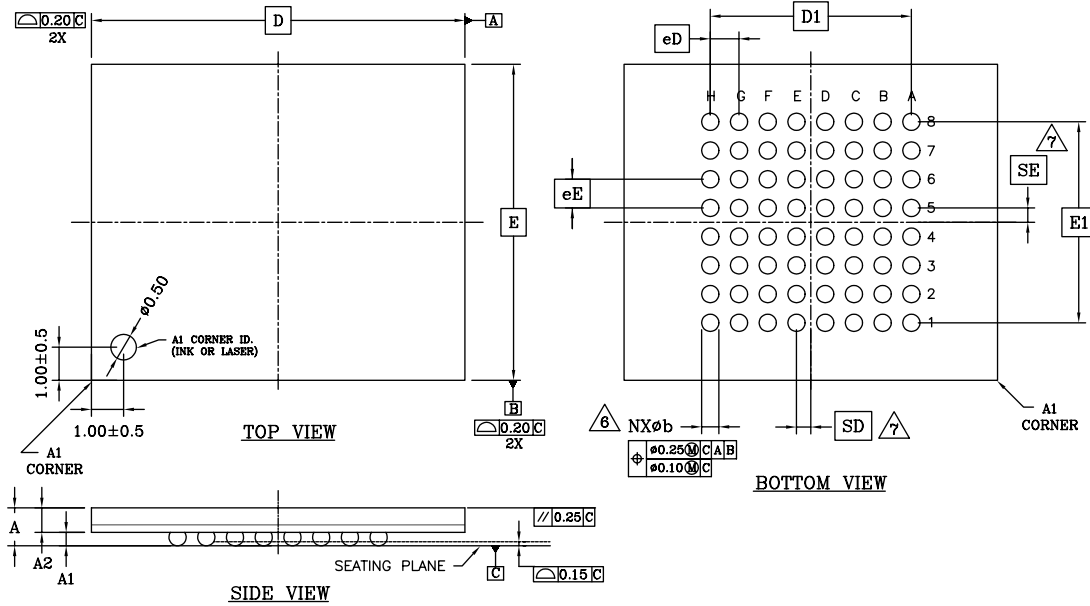 ⌓ 0.20 C
2X
D
A
D1
eD
H G F E D C B A
8
7
6
5
4
3
2
1
7
SE
eE
E
E1
ø0.50
A1 CORNER ID.
(INK OR LASER)
1.00±0.5
1.00±0.5
A1
CORNER
TOP VIEW
B
⌓ 0.20 C
2X
6 NXøb
SD 7
A1
CORNER
⌖ ø0.25 Ⓜ C A B
ø0.10 Ⓜ C
BOTTOM VIEW
A
A2
A1
// 0.25 C
SEATING PLANE
C
⌓ 0.15 C
SIDE VIEW